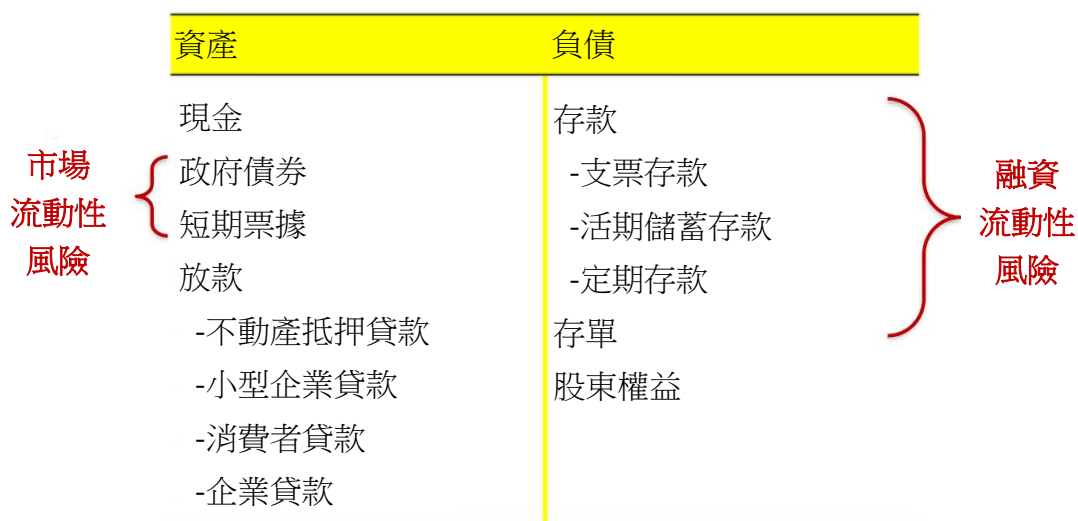 資產
負債
市場
流動性
風險
現金
政府債券
短期票據
放款
-不動產抵押貸款
-小型企業貸款
-消費者貸款
-企業貸款
存款
-支票存款
-活期儲蓄存款
-定期存款
存單
股東權益
融資
流動性
風險